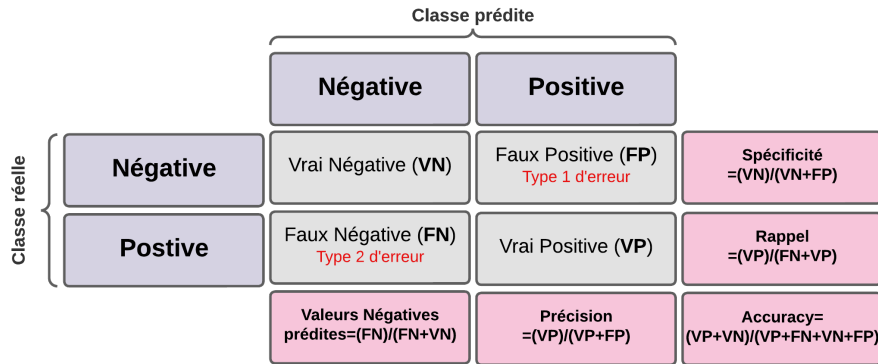 Classe prédite
Négative
Positive
Classe réelle
Négative
Vrai Négative (VN)
Faux Positive (FP)
Type 1 d'erreur
Spécificité
=(VN)/(VN+FP)
Postive
Faux Négative (FN)
Type 2 d'erreur
Vrai Positive (VP)
Rappel
=(VP)/(FN+VP)
Valeurs Négatives
prédites=(FN)/(FN+VN)
Précision
=(VP)/(VP+FP)
Accuracy=
(VP+VN)/(VP+FN+VN+FP)